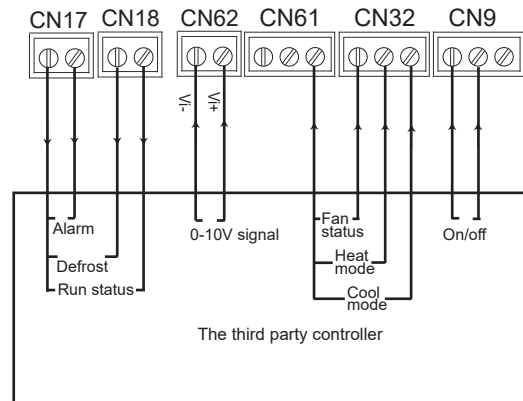 CN17 CN18 CN62 CN61 CN32 CN9
Vi-
Vi+
Alarm
Defrost
Run status
0-10V signal
Fan
status
Heat
mode
Cool
mode
On/off
The third party controller